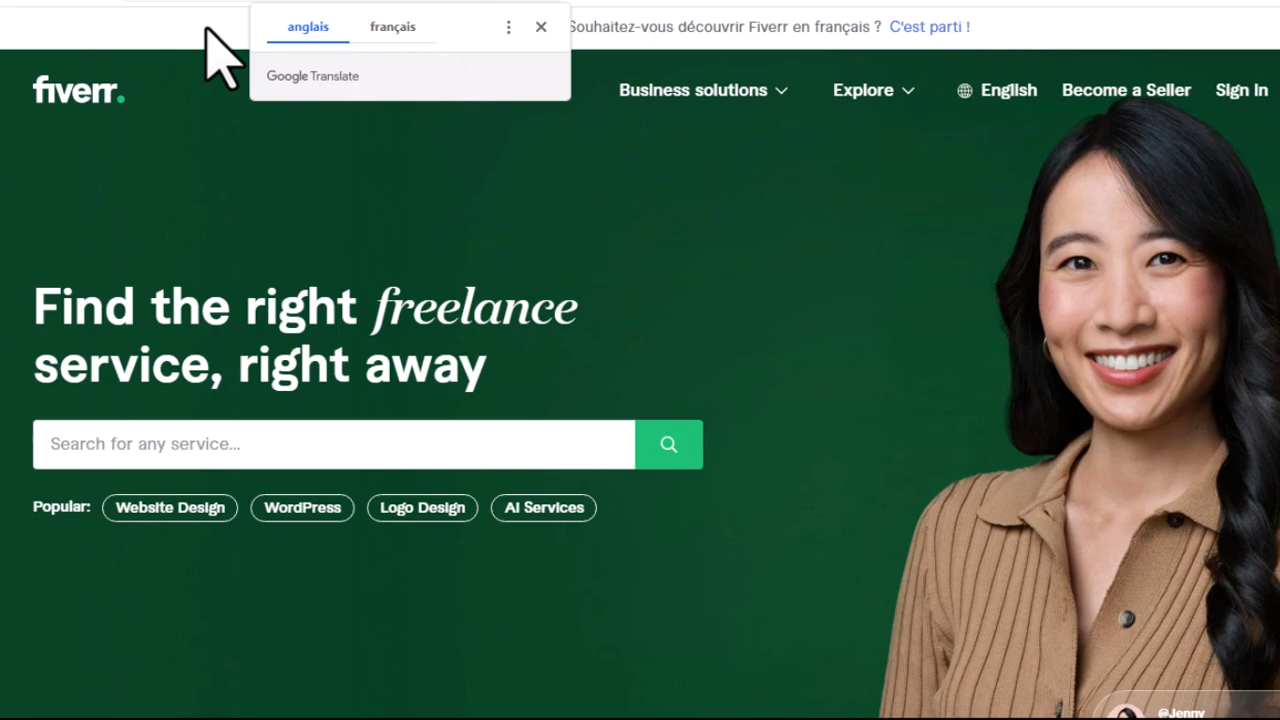 anglais français
Souhaitez-vous découvrir Fiverr en français ? C'est parti !
Google Translate
fiverr.
Business solutions Explore English Become a Seller Sign in
Find the right freelance
service, right away
Search for any service...
Popular: Website Design WordPress Logo Design AI Services
@Jenny